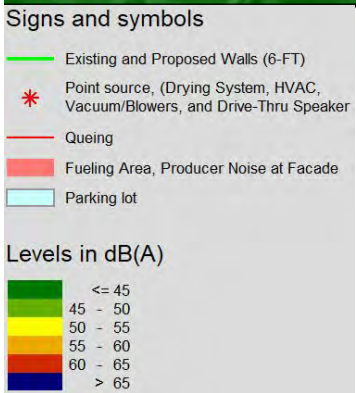 Signs and symbols
Existing and Proposed Walls (6-FT)
Point source, (Drying System, HVAC,
Vacuum/Blowers, and Drive-Thru Speaker
Queing
Fueling Area, Producer Noise at Facade
Parking lot
Levels in dB(A)
<= 45
45 - 50
50 - 55
55 - 60
60 - 65
> 65